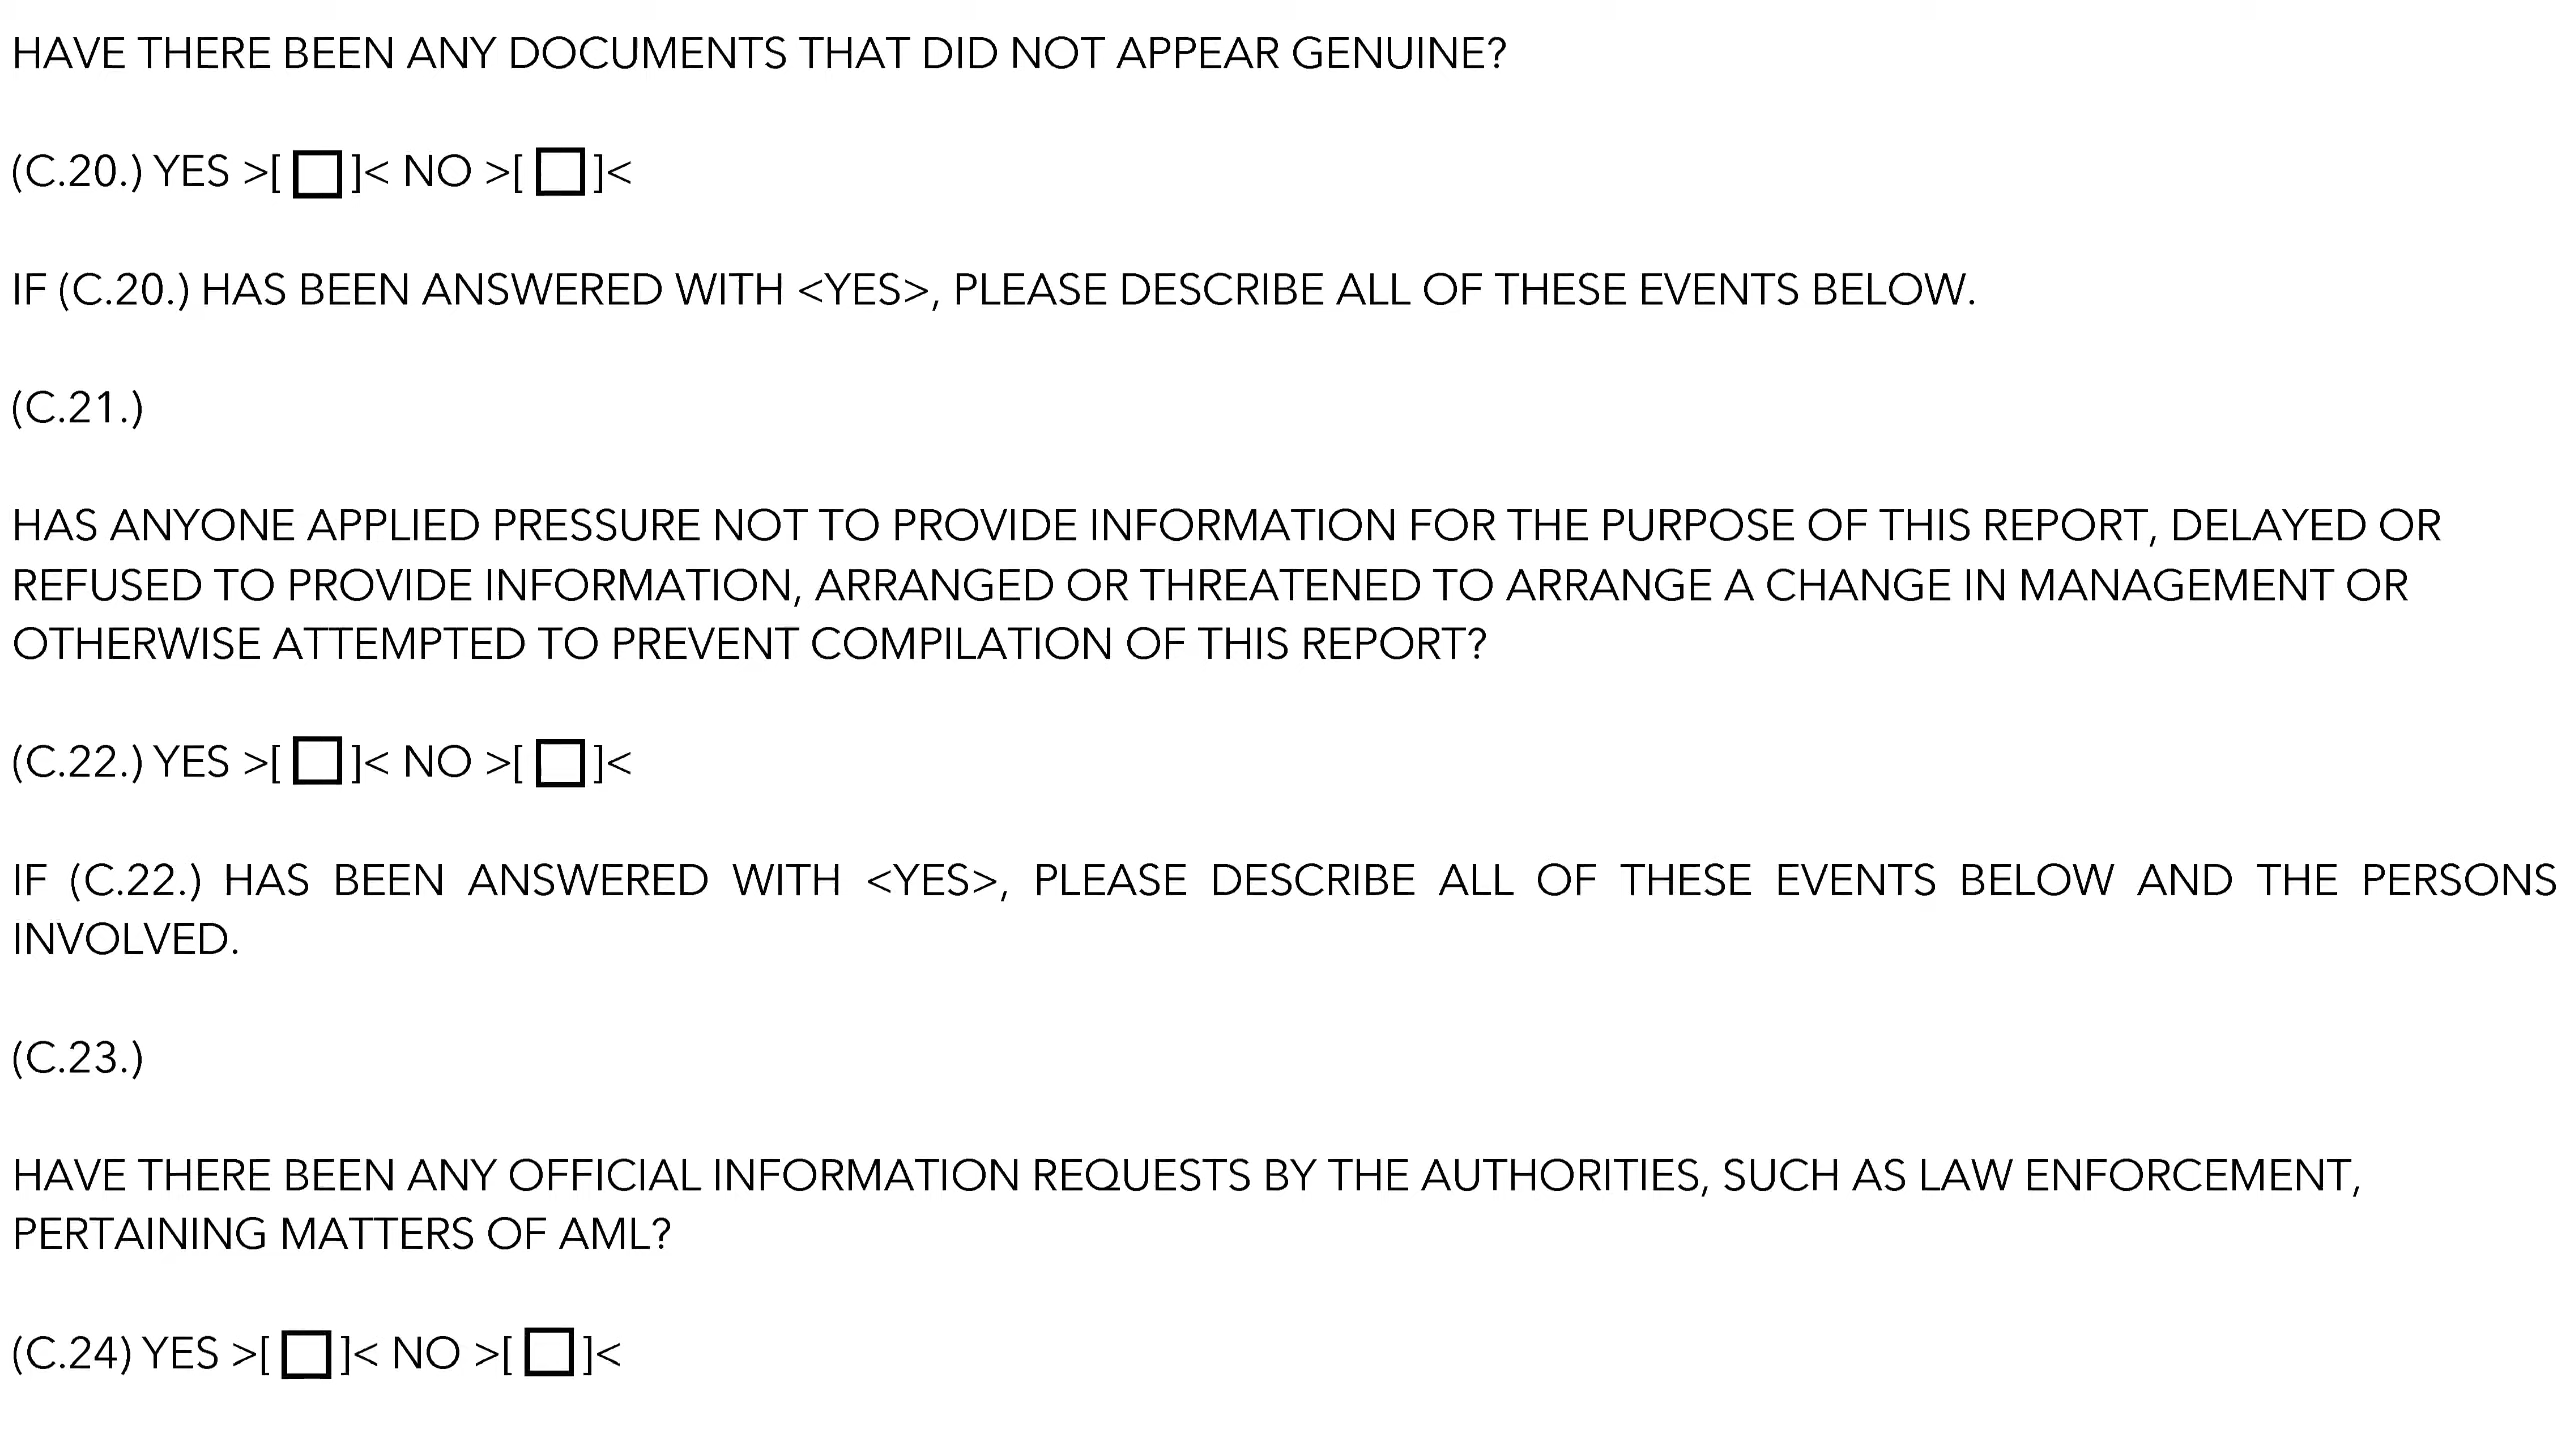 HAVE THERE BEEN ANY DOCUMENTS THAT DID NOT APPEAR GENUINE?
(C.20.) YES >[ ☐ ]< NO >[ ☐ ]<
IF (C.20.) HAS BEEN ANSWERED WITH <YES>, PLEASE DESCRIBE ALL OF THESE EVENTS BELOW.
(C.21.)
HAS ANYONE APPLIED PRESSURE NOT TO PROVIDE INFORMATION FOR THE PURPOSE OF THIS REPORT, DELAYED OR
REFUSED TO PROVIDE INFORMATION, ARRANGED OR THREATENED TO ARRANGE A CHANGE IN MANAGEMENT OR
OTHERWISE ATTEMPTED TO PREVENT COMPILATION OF THIS REPORT?
(C.22.) YES >[ ☐ ]< NO >[ ☐ ]<
IF (C.22.) HAS BEEN ANSWERED WITH <YES>, PLEASE DESCRIBE ALL OF THESE EVENTS BELOW AND THE PERSONS
INVOLVED.
(C.23.)
HAVE THERE BEEN ANY OFFICIAL INFORMATION REQUESTS BY THE AUTHORITIES, SUCH AS LAW ENFORCEMENT,
PERTAINING MATTERS OF AML?
(C.24) YES >[ ☐ ]< NO >[ ☐ ]<